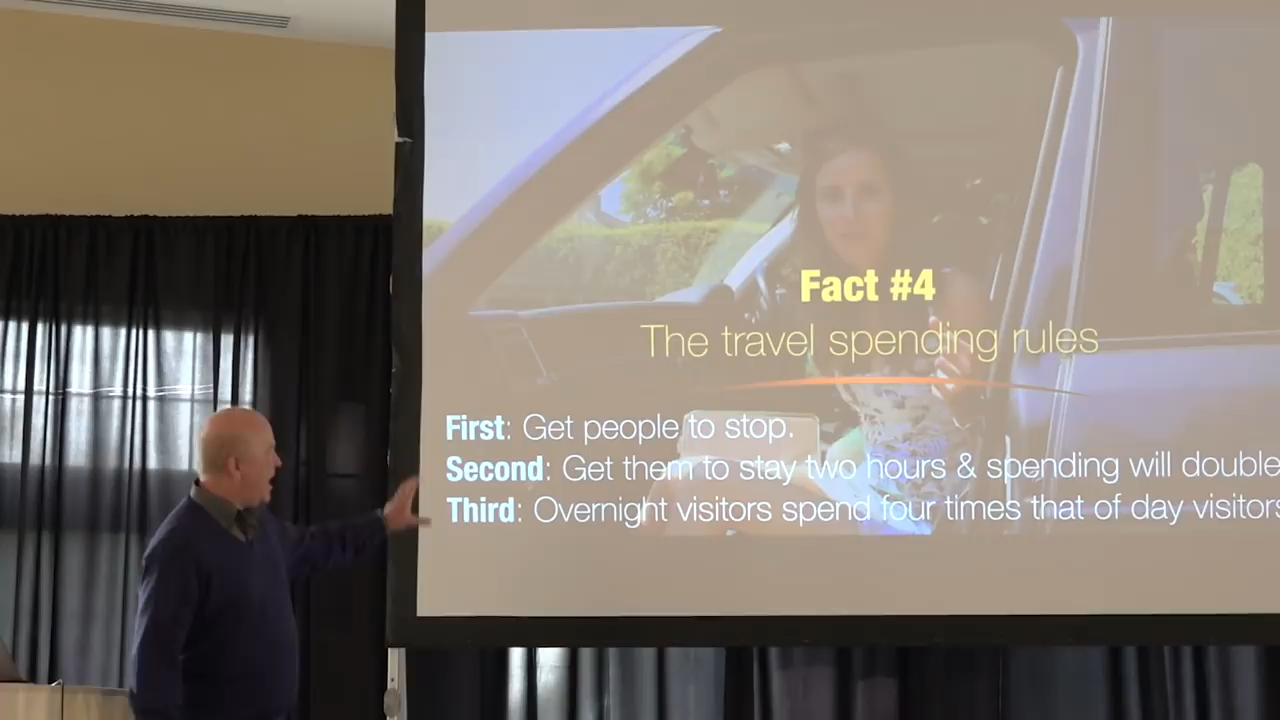 Fact #4
The travel spending rules
First: Get people to stop.
Second: Get them to stay two hours & spending will double
Third: Overnight visitors spend four times that of day visitors